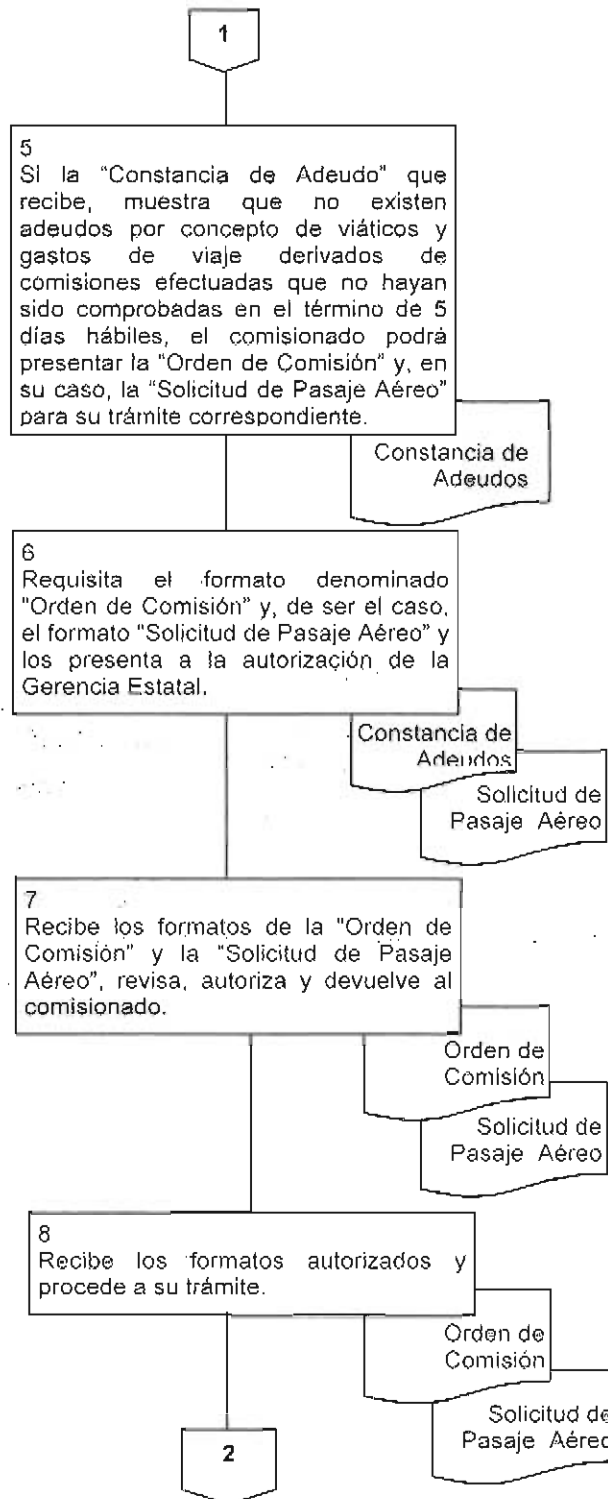 1
5
Si la "Constancia de Adeudo" que
recibe, muestra que no existen
adeudos por concepto de viáticos y
gastos de viaje derivados de
comisiones efectuadas que no hayan
sido comprobadas en el término de 5
días hábiles, el comisionado podrá
presentar la "Orden de Comisión" y, en
su caso, la "Solicitud de Pasaje Aéreo"
para su trámite correspondiente.
Constancia de
Adeudos
6
Requisita el formato denominado
"Orden de Comisión" y, de ser el caso,
el formato "Solicitud de Pasaje Aéreo" y
los presenta a la autorización de la
Gerencia Estatal.
Constancia de
Adeudos
Solicitud de
Pasaje Aéreo
7
Recibe los formatos de la "Orden de
Comisión" y la "Solicitud de Pasaje
Aéreo", revisa, autoriza y devuelve al
comisionado.
Orden de
Comisión
Solicitud de
Pasaje Aéreo
8
Recibe los formatos autorizados y
procede a su trámite.
Orden de
Comisión
Solicitud de
Pasaje Aéreo
2